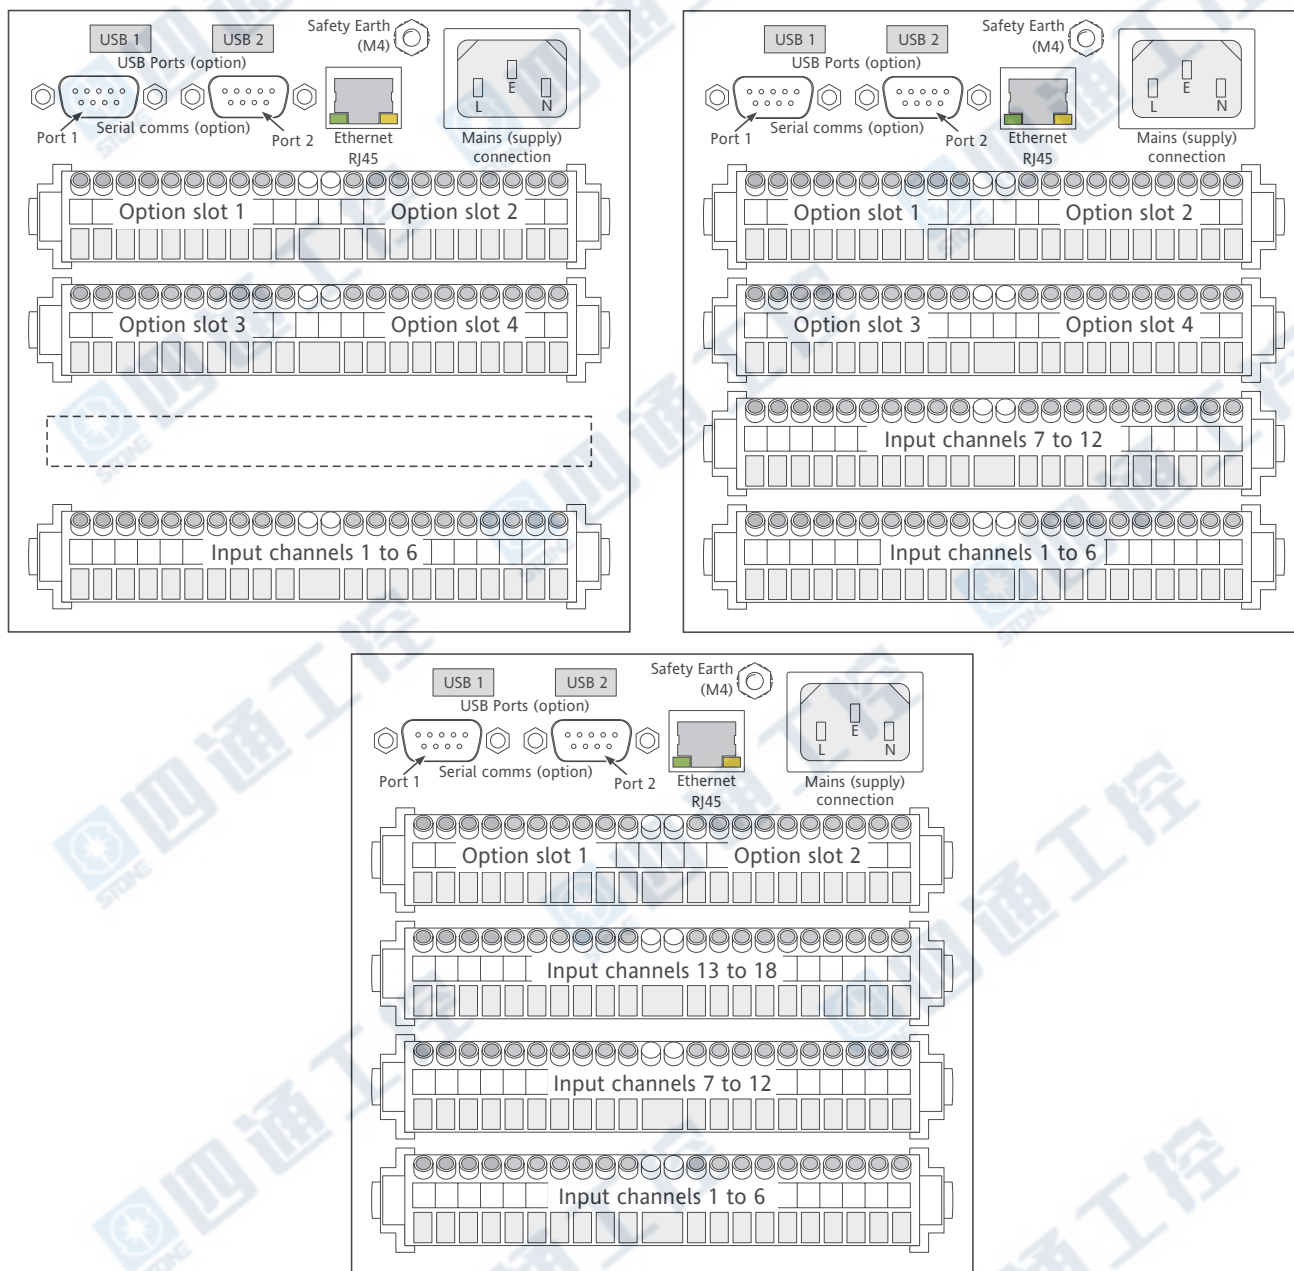 USB 1
USB 2
Safety Earth
(M4)
USB Ports (option)
L
E
N
Port 1
Serial comms (option)
Port 2
Ethernet
RJ45
Mains (supply)
connection
Option slot 1
Option slot 2
Option slot 3
Option slot 4
Input channels 1 to 6
USB 1
USB 2
Safety Earth
(M4)
USB Ports (option)
L
E
N
Port 1
Serial comms (option)
Port 2
Ethernet
RJ45
Mains (supply)
connection
Option slot 1
Option slot 2
Option slot 3
Option slot 4
Input channels 7 to 12
Input channels 1 to 6
USB 1
USB 2
Safety Earth
(M4)
USB Ports (option)
L
E
N
Port 1
Serial comms (option)
Port 2
Ethernet
RJ45
Mains (supply)
connection
Option slot 1
Option slot 2
Input channels 13 to 18
Input channels 7 to 12
Input channels 1 to 6
四通工控
STONE